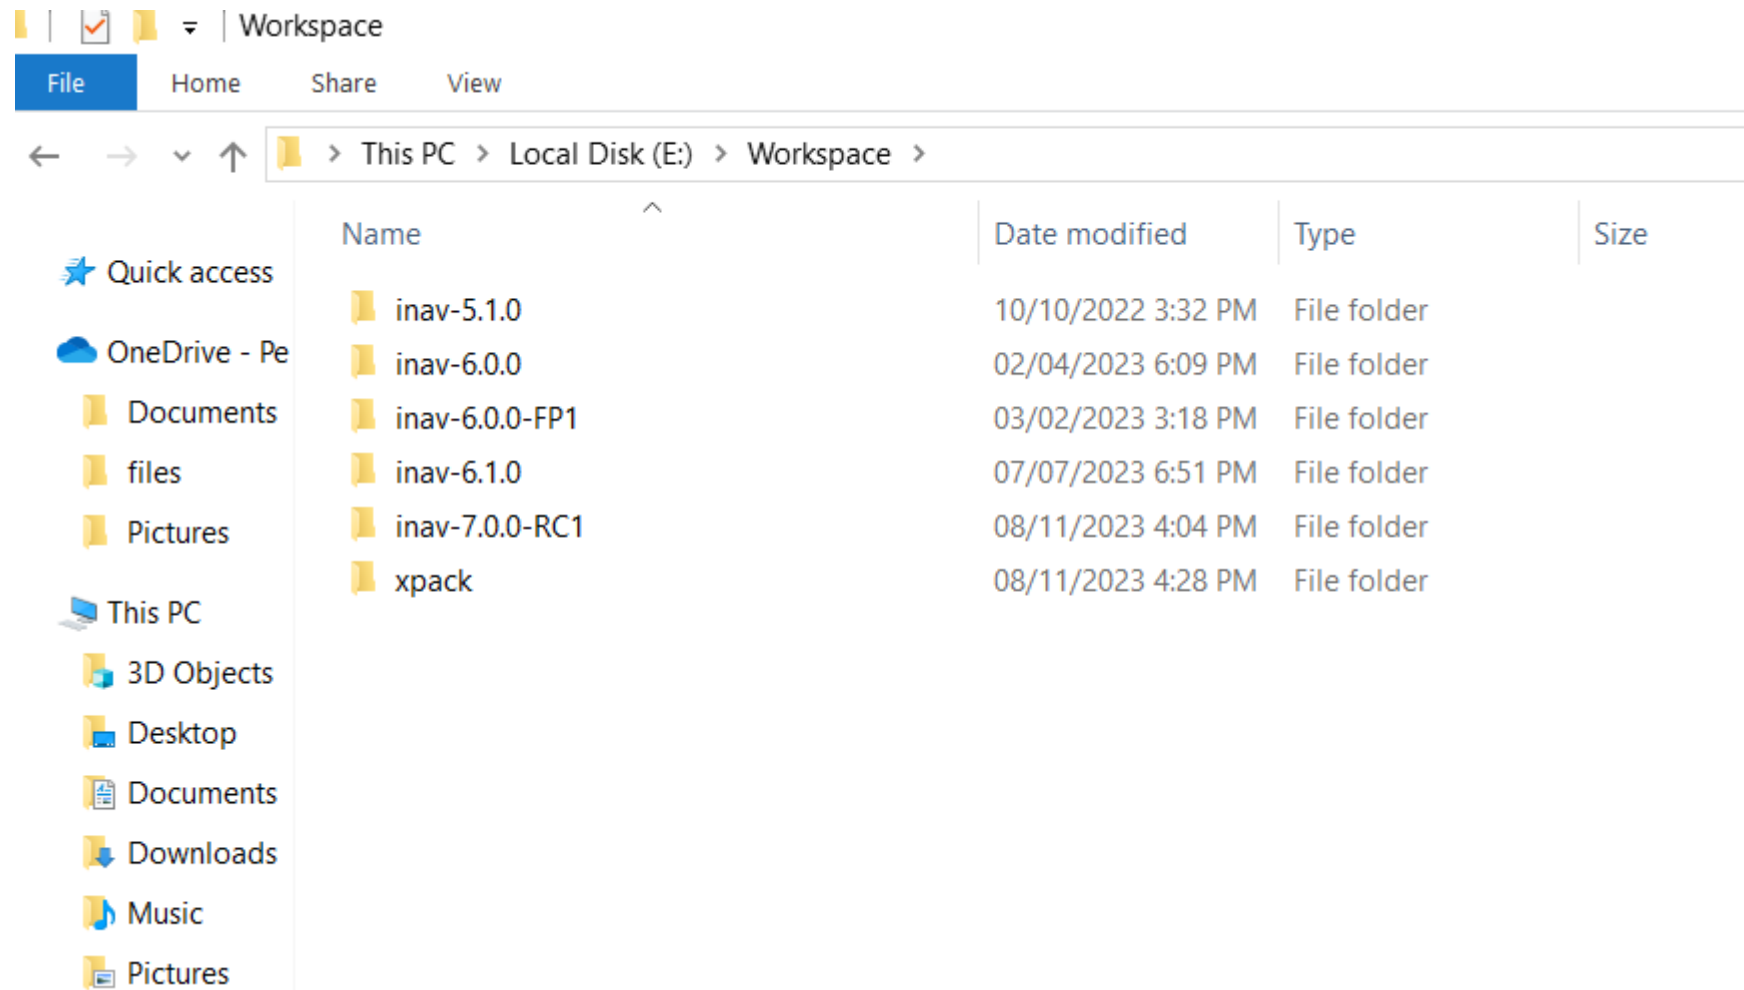 Workspace
File Home Share View
This PC Local Disk (E:) Workspace
Name Date modified Type Size
Quick access
OneDrive - Pe
Documents
files
Pictures
This PC
3D Objects
Desktop
Documents
Downloads
Music
Pictures
inav-5.1.0 10/10/2022 3:32 PM File folder
inav-6.0.0 02/04/2023 6:09 PM File folder
inav-6.0.0-FP1 03/02/2023 3:18 PM File folder
inav-6.1.0 07/07/2023 6:51 PM File folder
inav-7.0.0-RC1 08/11/2023 4:04 PM File folder
xpack 08/11/2023 4:28 PM File folder